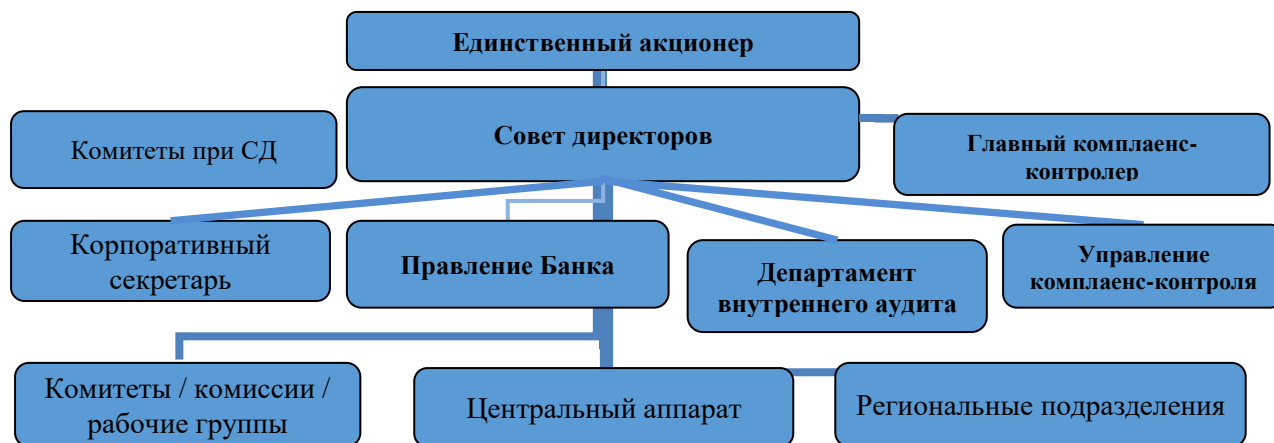 Единственный акционер
Совет директоров
Комитеты при СД
Главный комплаенс-
контролер
Корпоративный
секретарь
Правление Банка
Департамент
внутреннего аудита
Управление
комплаенс-контроля
Комитеты / комиссии /
рабочие группы
Центральный аппарат
Региональные подразделения